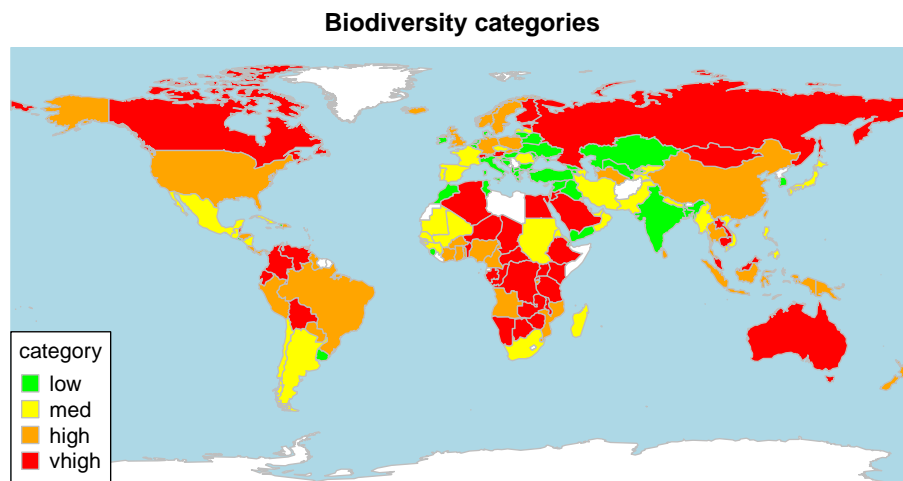 Biodiversity categories
category
low
med
high
vhigh